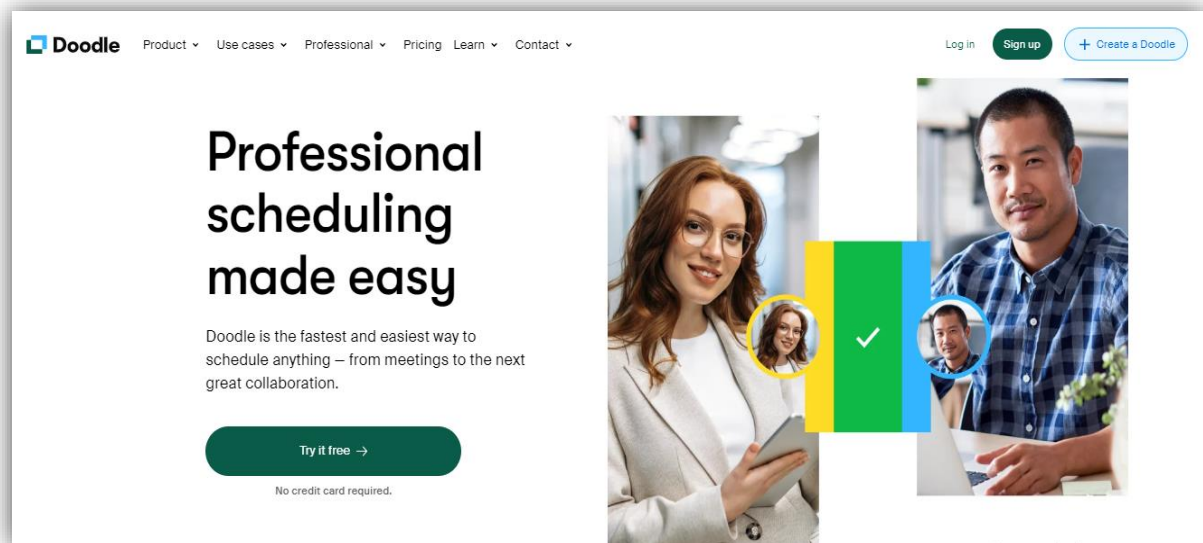 Doodle
Product
Use cases
Professional
Pricing
Learn
Contact
Log in
Sign up
+ Create a Doodle
Professional
scheduling
made easy
Doodle is the fastest and easiest way to
schedule anything – from meetings to the next
great collaboration.
Try it free →
No credit card required.